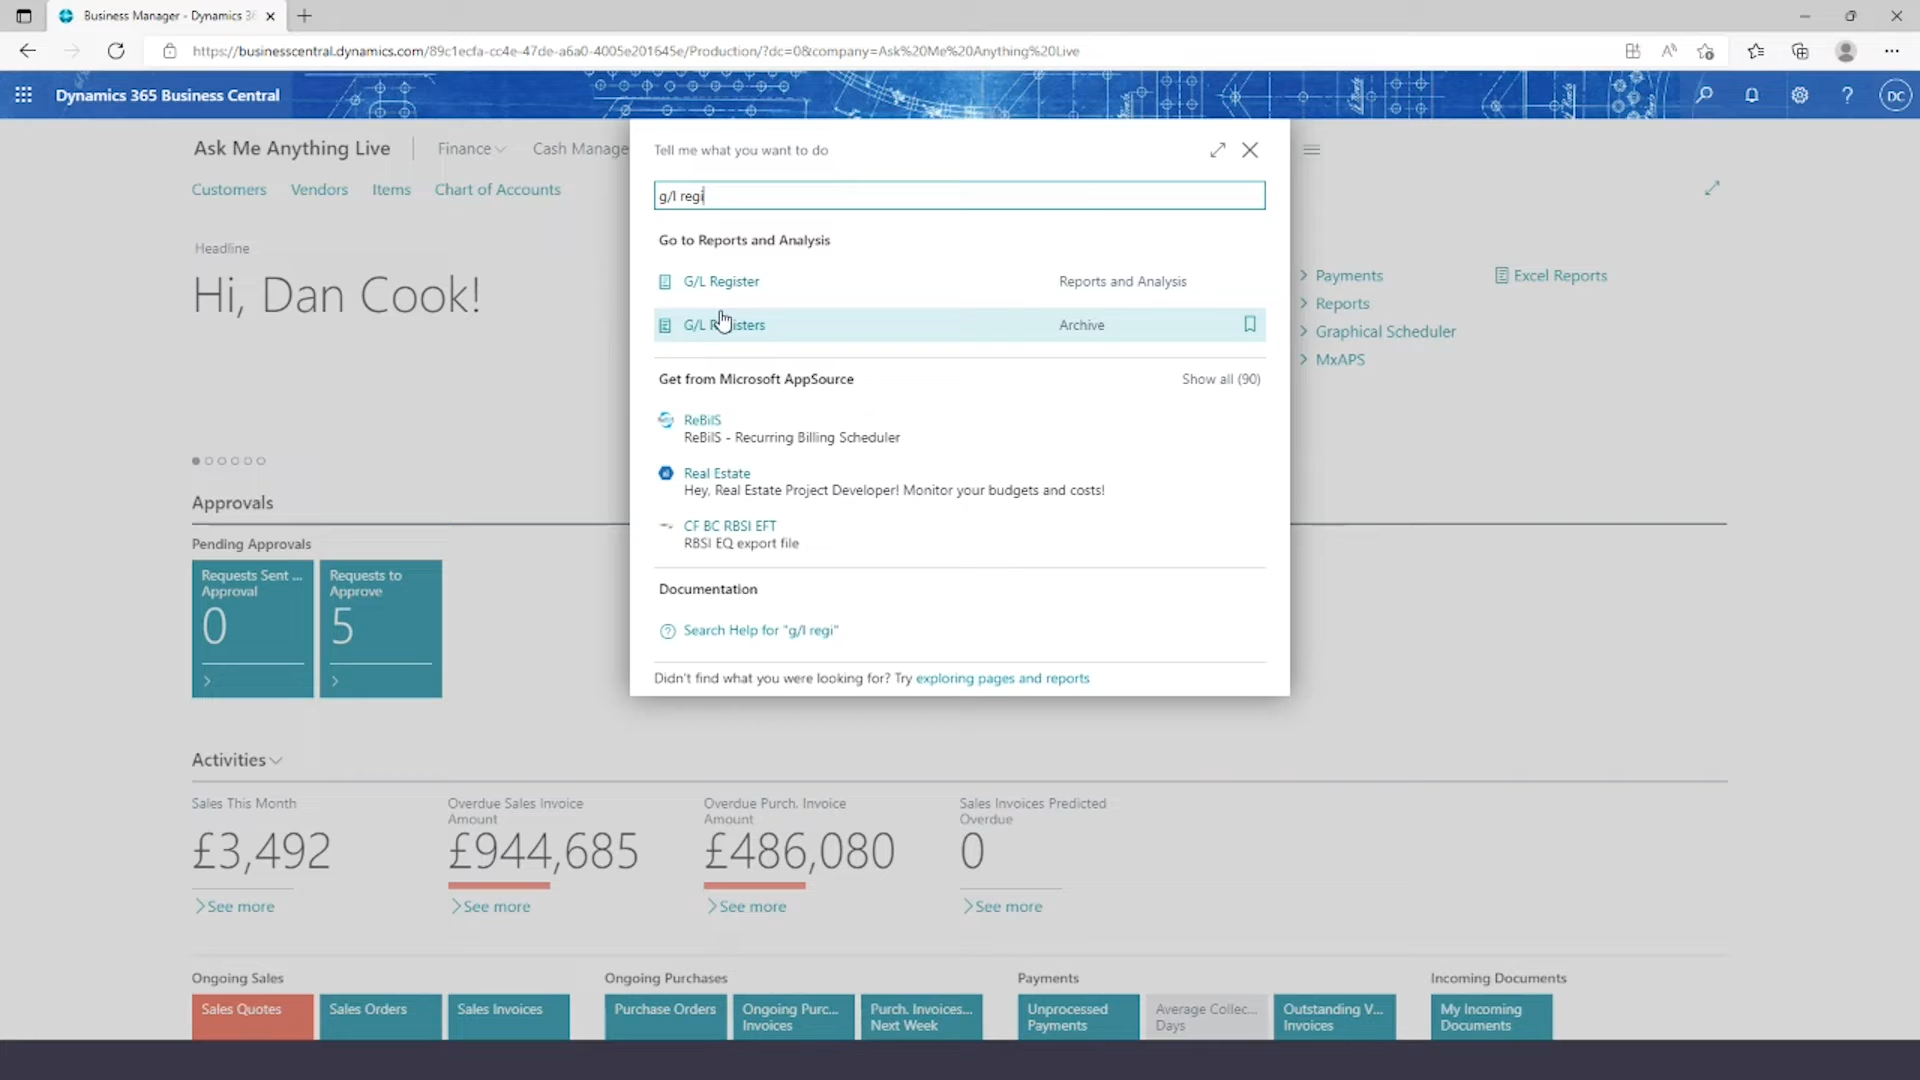 Business Manager - Dynamics 36
https://businesscentral.dynamics.com/89c1ecfa-cc4e-47de-a6a0-4005e201645e/Production/?dc=0&company=Ask%20Me%20Anything%20Live
Dynamics 365 Business Central
DC
Ask Me Anything Live
Finance
Cash Manage
Customers
Vendors
Items
Chart of Accounts
Headline
Hi, Dan Cook!
Tell me what you want to do
g/l regi
Go to Reports and Analysis
G/L Register
Reports and Analysis
G/L Registers
Archive
Get from Microsoft AppSource
Show all (90)
ReBilS
ReBilS - Recurring Billing Scheduler
Real Estate
Hey, Real Estate Project Developer! Monitor your budgets and costs!
CF BC RBSI EFT
RBSI EQ export file
Documentation
Search Help for "g/l regi"
Didn't find what you were looking for? Try exploring pages and reports
Payments
Reports
Graphical Scheduler
MxAPS
Excel Reports
Approvals
Pending Approvals
Requests Sent ...
Approval
0
Requests to
Approve
5
Activities
Sales This Month
£3,492
See more
Overdue Sales Invoice
Amount
£944,685
See more
Overdue Purch. Invoice
Amount
£486,080
See more
Sales Invoices Predicted
Overdue
0
See more
Ongoing Sales
Sales Quotes
Sales Orders
Sales Invoices
Ongoing Purchases
Purchase Orders
Ongoing Purc...
Invoices
Purch. Invoices...
Next Week
Payments
Unprocessed
Payments
Average Collec...
Days
Outstanding V...
Invoices
Incoming Documents
My Incoming
Documents